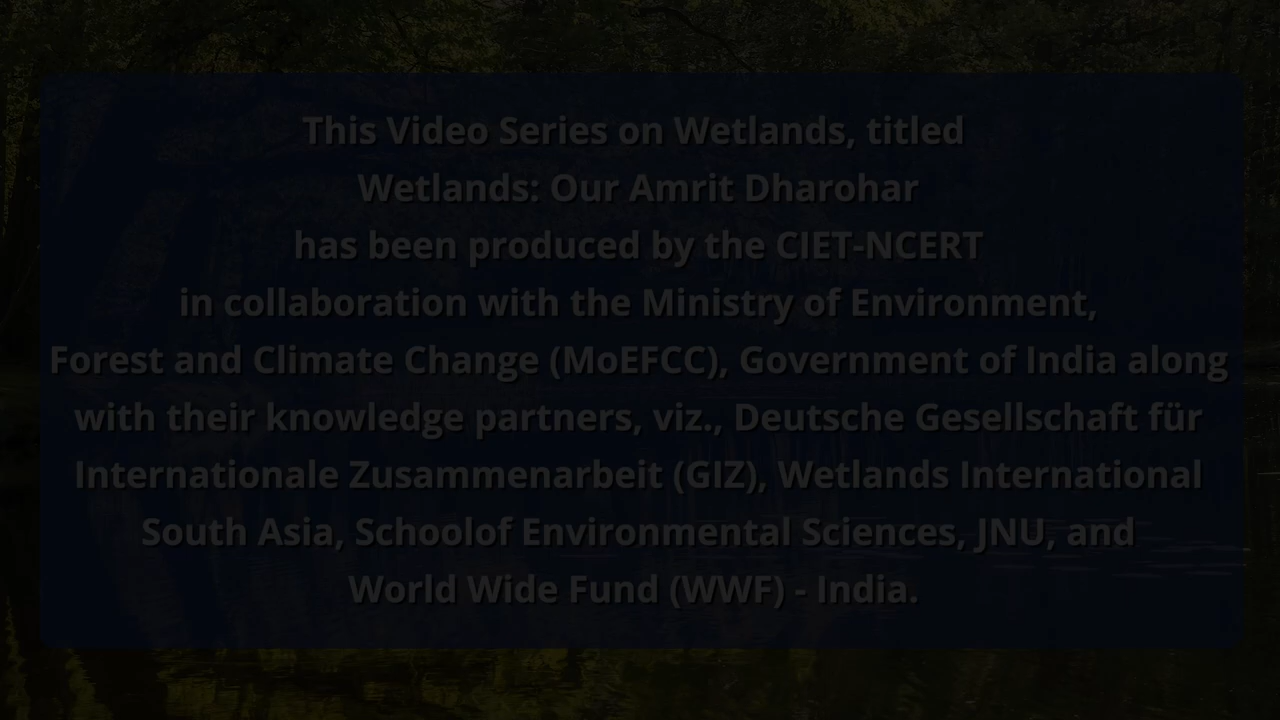 This Video Series on Wetlands, titled
Wetlands: Our Amrit Dharohar
has been produced by the CIET-NCERT
in collaboration with the Ministry of Environment,
Forest and Climate Change (MoEFCC), Government of India along
with their knowledge partners, viz., Deutsche Gesellschaft für
Internationale Zusammenarbeit (GIZ), Wetlands International
South Asia, Schoolof Environmental Sciences, JNU, and
World Wide Fund (WWF) - India.